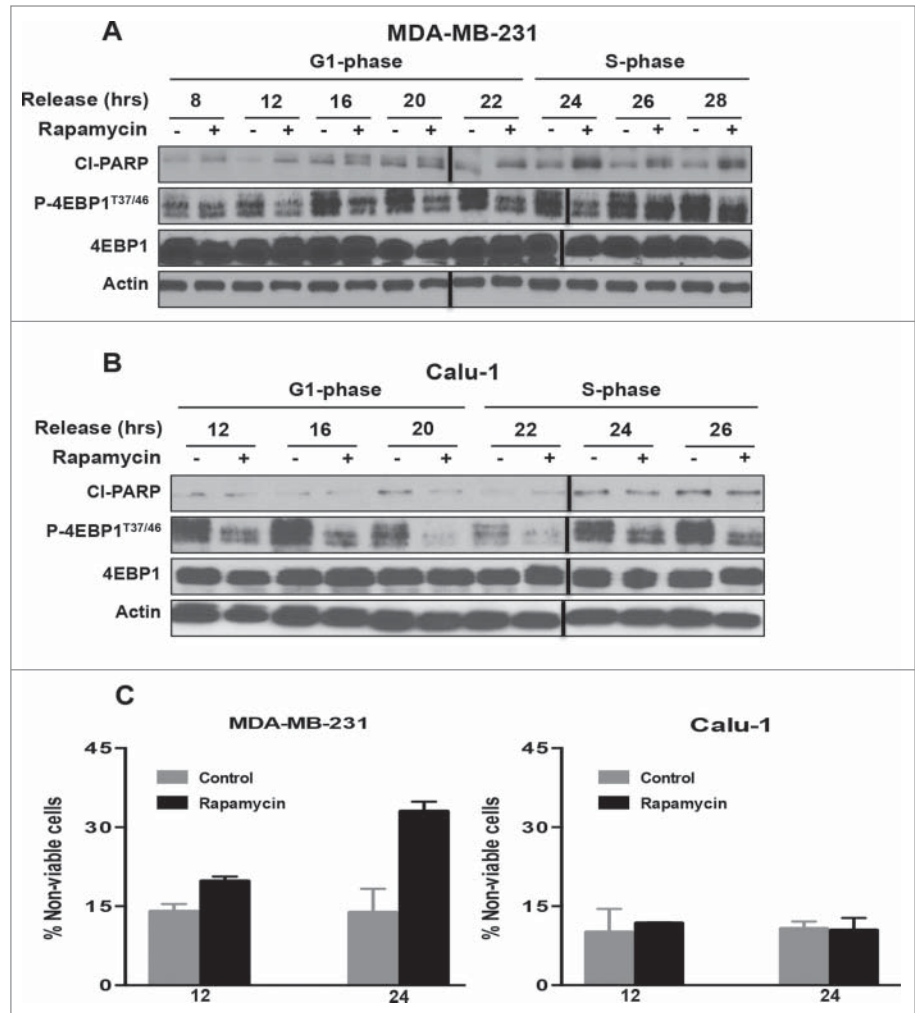 A
MDA-MB-231
G1-phase S-phase
Release (hrs) 8 12 16 20 22 24 26 28
Rapamycin - + - + - + - + - + - + - + - +
Cl-PARP
P-4EBP1T37/46
4EBP1
Actin
B
Calu-1
G1-phase S-phase
Release (hrs) 12 16 20 22 24 26
Rapamycin - + - + - + - + - + - +
Cl-PARP
P-4EBP1T37/46
4EBP1
Actin
C
MDA-MB-231
% Non-viable cells
45
30
15
0
Control
Rapamycin
12 24
Calu-1
% Non-viable cells
45
30
15
0
Control
Rapamycin
12 24